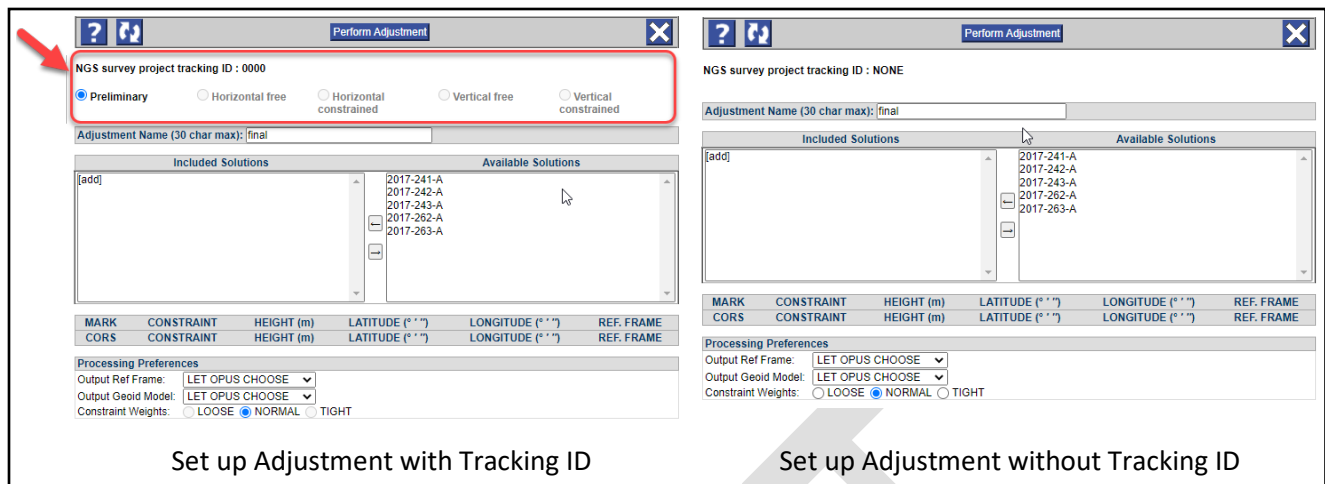 ? Perform Adjustment X
NGS survey project tracking ID : 0000
Preliminary Horizontal free Horizontal constrained Vertical free Vertical constrained
Adjustment Name (30 char max): final
Included Solutions Available Solutions
[add] 2017-241-A
2017-242-A
2017-243-A
← 2017-262-A
2017-263-A
→
MARK CONSTRAINT HEIGHT (m) LATITUDE (° ' ") LONGITUDE (° ' ") REF. FRAME
CORS CONSTRAINT HEIGHT (m) LATITUDE (° ' ") LONGITUDE (° ' ") REF. FRAME
Processing Preferences
Output Ref Frame: LET OPUS CHOOSE
Output Geoid Model: LET OPUS CHOOSE
Constraint Weights: LOOSE NORMAL TIGHT
Set up Adjustment with Tracking ID
? Perform Adjustment X
NGS survey project tracking ID : NONE
Adjustment Name (30 char max): final
Included Solutions Available Solutions
[add] 2017-241-A
2017-242-A
2017-243-A
← 2017-262-A
2017-263-A
→
MARK CONSTRAINT HEIGHT (m) LATITUDE (° ' ") LONGITUDE (° ' ") REF. FRAME
CORS CONSTRAINT HEIGHT (m) LATITUDE (° ' ") LONGITUDE (° ' ") REF. FRAME
Processing Preferences
Output Ref Frame: LET OPUS CHOOSE
Output Geoid Model: LET OPUS CHOOSE
Constraint Weights: LOOSE NORMAL TIGHT
Set up Adjustment without Tracking ID